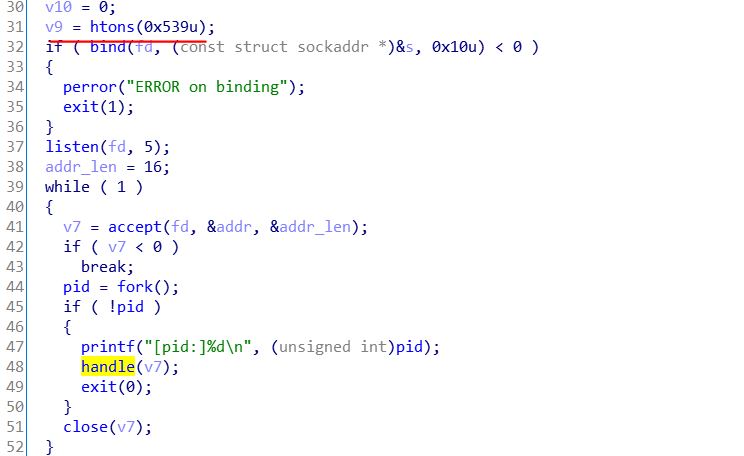 30 v10 = 0;
31 v9 = htons(0x539u);
32 if ( bind(fd, (const struct sockaddr *)&s, 0x10u) < 0 )
33 {
34 perror("ERROR on binding");
35 exit(1);
36 }
37 listen(fd, 5);
38 addr_len = 16;
39 while ( 1 )
40 {
41 v7 = accept(fd, &addr, &addr_len);
42 if ( v7 < 0 )
43 break;
44 pid = fork();
45 if ( !pid )
46 {
47 printf("[pid:]%d\n", (unsigned int)pid);
48 handle(v7);
49 exit(0);
50 }
51 close(v7);
52 }